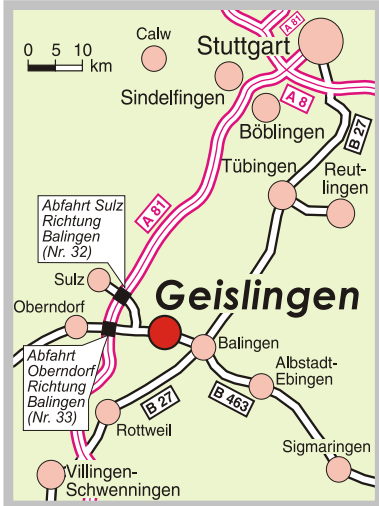 A 81
Calw
Stuttgart
0 5 10
km
Sindelfingen
A 8
Böblingen
B 27
Tübingen
Reut-
lingen
Abfahrt Sulz
Richtung
Balingen
(Nr. 32)
A 81
Sulz
Geislingen
Oberndorf
Balingen
Abfahrt
Oberndorf
Richtung
Balingen
(Nr. 33)
Albstadt-
Ebingen
B 27
B 463
Rottweil
Sigmaringen
Villingen-
Schwenningen